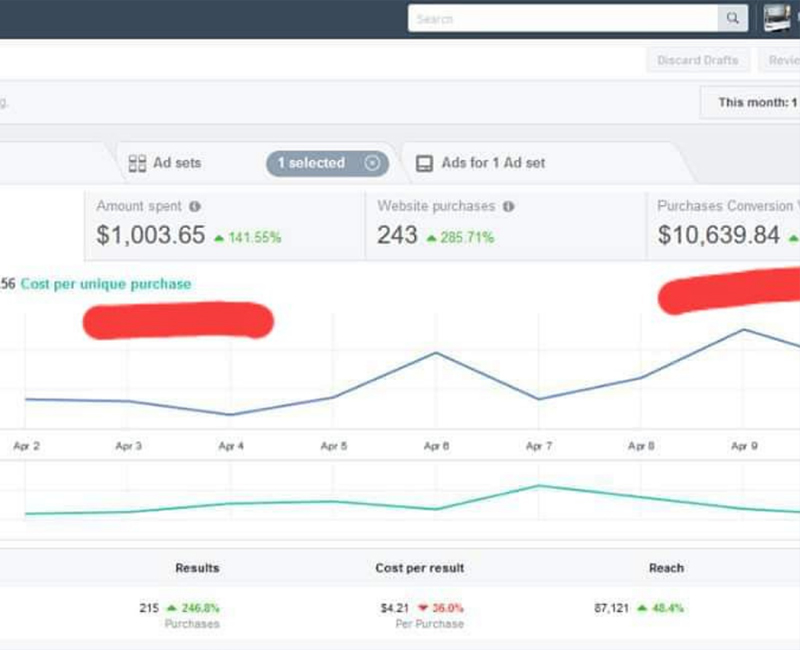 Search
Discard Drafts Revie
g.
This month: 1
Ad sets 1 selected Ads for 1 Ad set
Amount spent Website purchases Purchases Conversion V
$1,003.65 141.55% 243 285.71% $10,639.84
56 Cost per unique purchase
Apr 2 Apr 3 Apr 4 Apr 5 Apr 6 Apr 7 Apr 8 Apr 9
Results Cost per result Reach
215 246.8% $4.21 36.0% 87,121 48.4%
Purchases Per Purchase